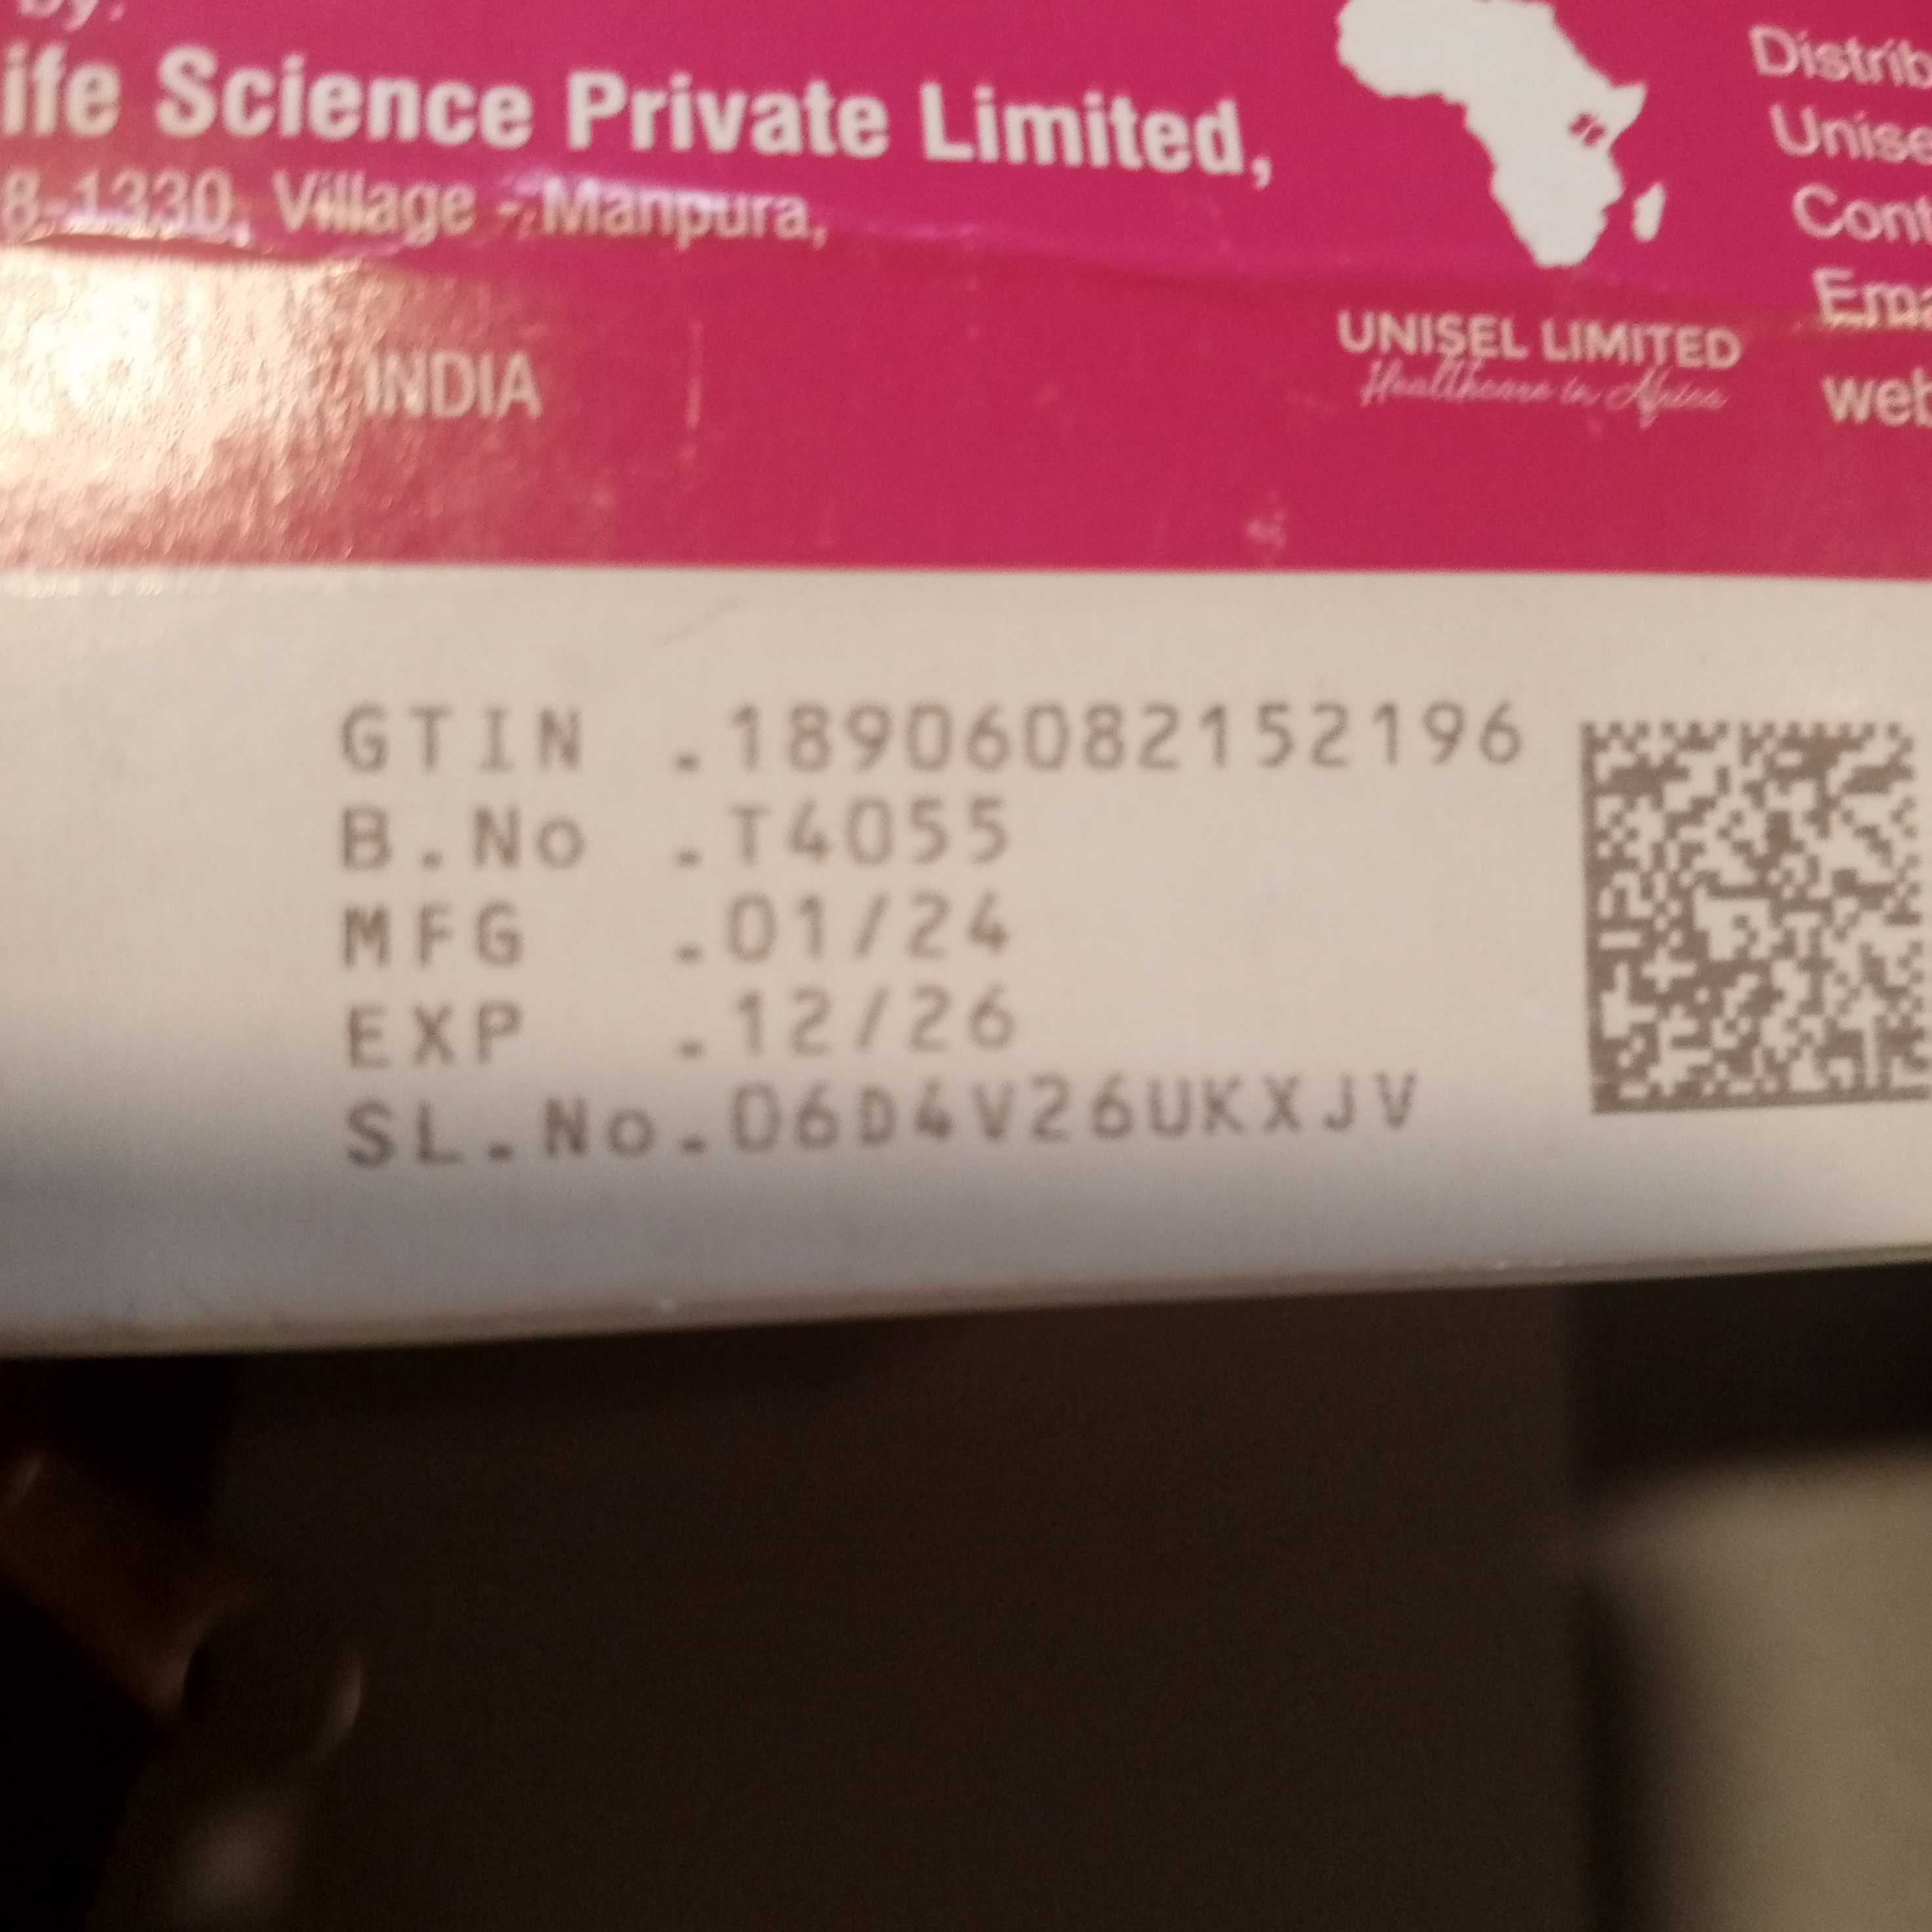 by:
ife Science Private Limited,
8-1330, Village - Manpura,
INDIA
UNISEL LIMITED
Healthcare in Africa
Distrib
Unise
Cont
Ema
web
GTIN .18906082152196
B.No .T4055
MFG .01/24
EXP .12/26
SL.No.06D4V26UKXJV